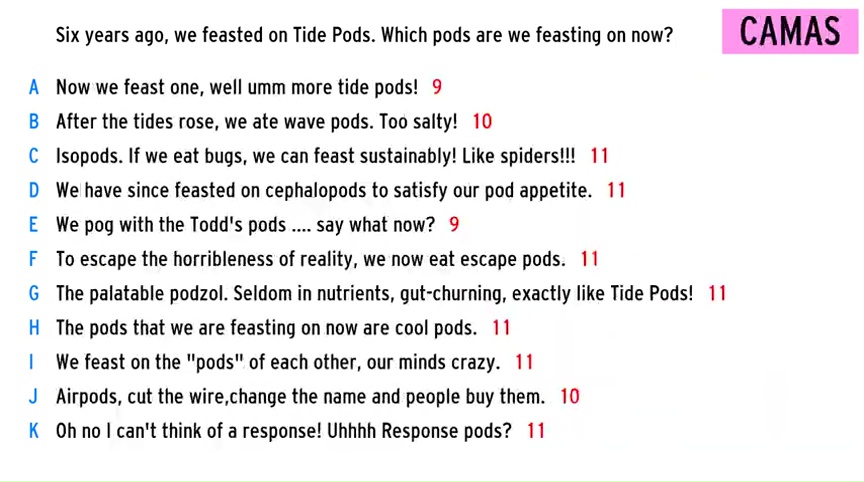 Six years ago, we feasted on Tide Pods. Which pods are we feasting on now?
CAMAS
A Now we feast one, well umm more tide pods! 9
B After the tides rose, we ate wave pods. Too salty! 10
C Isopods. If we eat bugs, we can feast sustainably! Like spiders!!! 11
D We have since feasted on cephalopods to satisfy our pod appetite. 11
E We pog with the Todd's pods .... say what now? 9
F To escape the horribleness of reality, we now eat escape pods. 11
G The palatable podzol. Seldom in nutrients, gut-churning, exactly like Tide Pods! 11
H The pods that we are feasting on now are cool pods. 11
I We feast on the "pods" of each other, our minds crazy. 11
J Airpods, cut the wire,change the name and people buy them. 10
K Oh no I can't think of a response! Uhhhh Response pods? 11